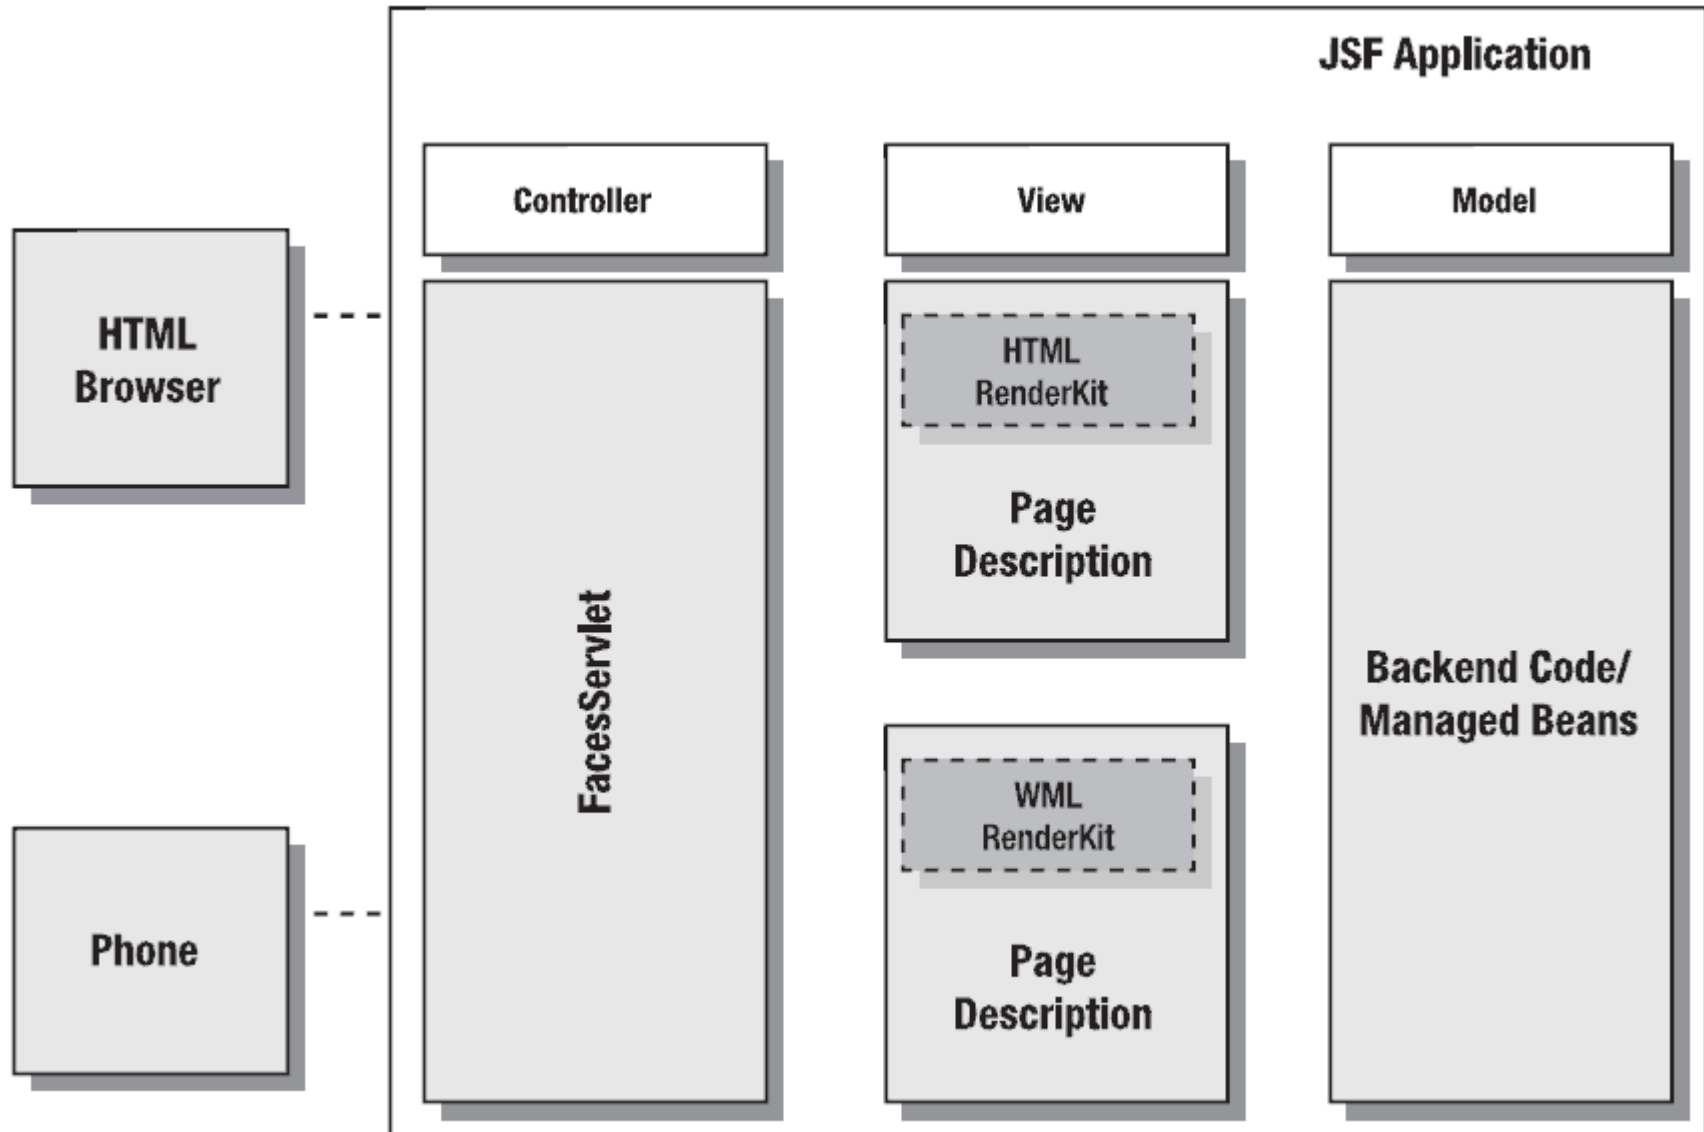 JSF Application
Controller
View
Model
HTML
Browser
Phone
FacesServlet
HTML
RenderKit
Page
Description
WML
RenderKit
Page
Description
Backend Code/
Managed Beans